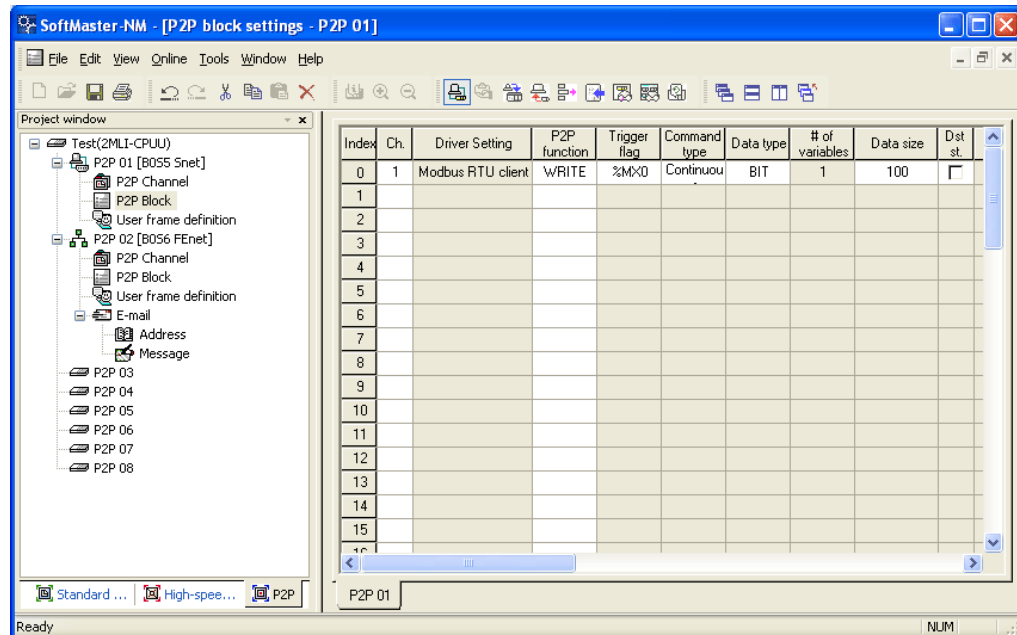 SoftMaster-NM - [P2P block settings - P2P 01]
File Edit View Online Tools Window Help
Project window
Test(2MLI-CPUU)
P2P 01 [B0S5 Snet]
P2P Channel
P2P Block
User frame definition
P2P 02 [B0S6 FEnet]
P2P Channel
P2P Block
User frame definition
E-mail
Address
Message
P2P 03
P2P 04
P2P 05
P2P 06
P2P 07
P2P 08
Standard ... High-spee... P2P
Index Ch. Driver Setting P2P function Trigger flag Command type Data type # of variables Data size Dst st.
0 1 Modbus RTU client WRITE %MX0 Continuou BIT 1 100
1
2
3
4
5
6
7
8
9
10
11
12
13
14
15
P2P 01
Ready NUM